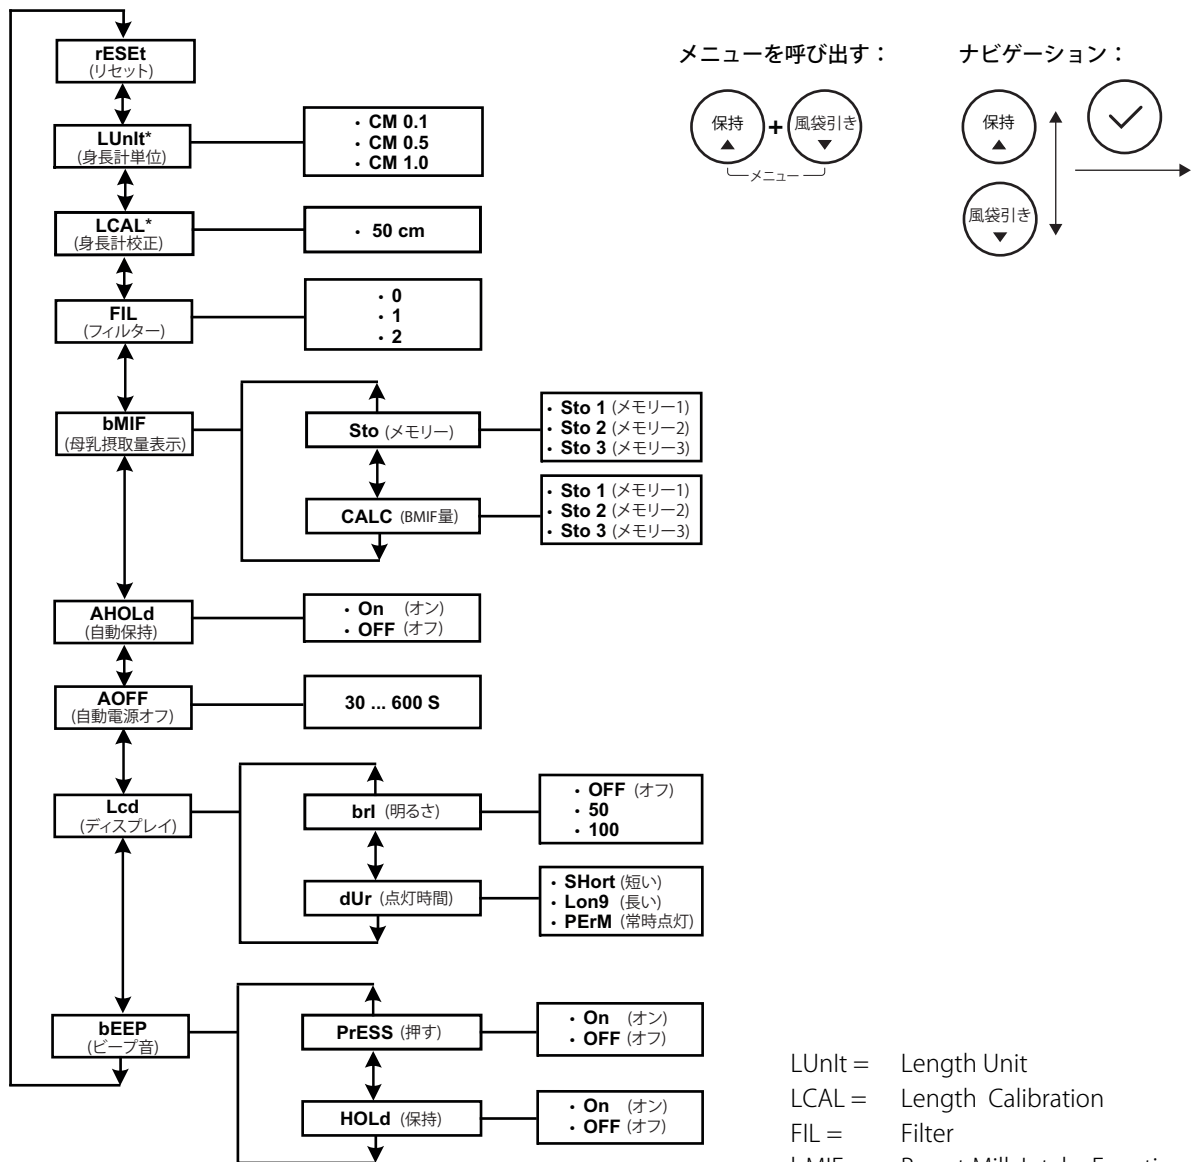 rESEt
(リセット)
LUnIt*
(身長計単位)
• CM 0.1
• CM 0.5
• CM 1.0
LCAL*
(身長計校正)
• 50 cm
FIL
(フィルター)
• 0
• 1
• 2
bMIF
(母乳摂取量表示)
Sto (メモリー)
• Sto 1 (メモリー1)
• Sto 2 (メモリー2)
• Sto 3 (メモリー3)
CALC (BMIF量)
• Sto 1 (メモリー1)
• Sto 2 (メモリー2)
• Sto 3 (メモリー3)
AHOLd
(自動保持)
• On (オン)
• OFF (オフ)
AOFF
(自動電源オフ)
30 ... 600 S
Lcd
(ディスプレイ)
brI (明るさ)
• OFF (オフ)
• 50
• 100
dUr (点灯時間)
• SHort (短い)
• Lon9 (長い)
• PErM (常時点灯)
bEEP
(ビープ音)
PrESS (押す)
• On (オン)
• OFF (オフ)
HOLd (保持)
• On (オン)
• OFF (オフ)
メニューを呼び出す：
保持
+
風袋引き
メニュー
ナビゲーション：
保持
風袋引き
LUnIt = Length Unit
LCAL = Length Calibration
FIL = Filter